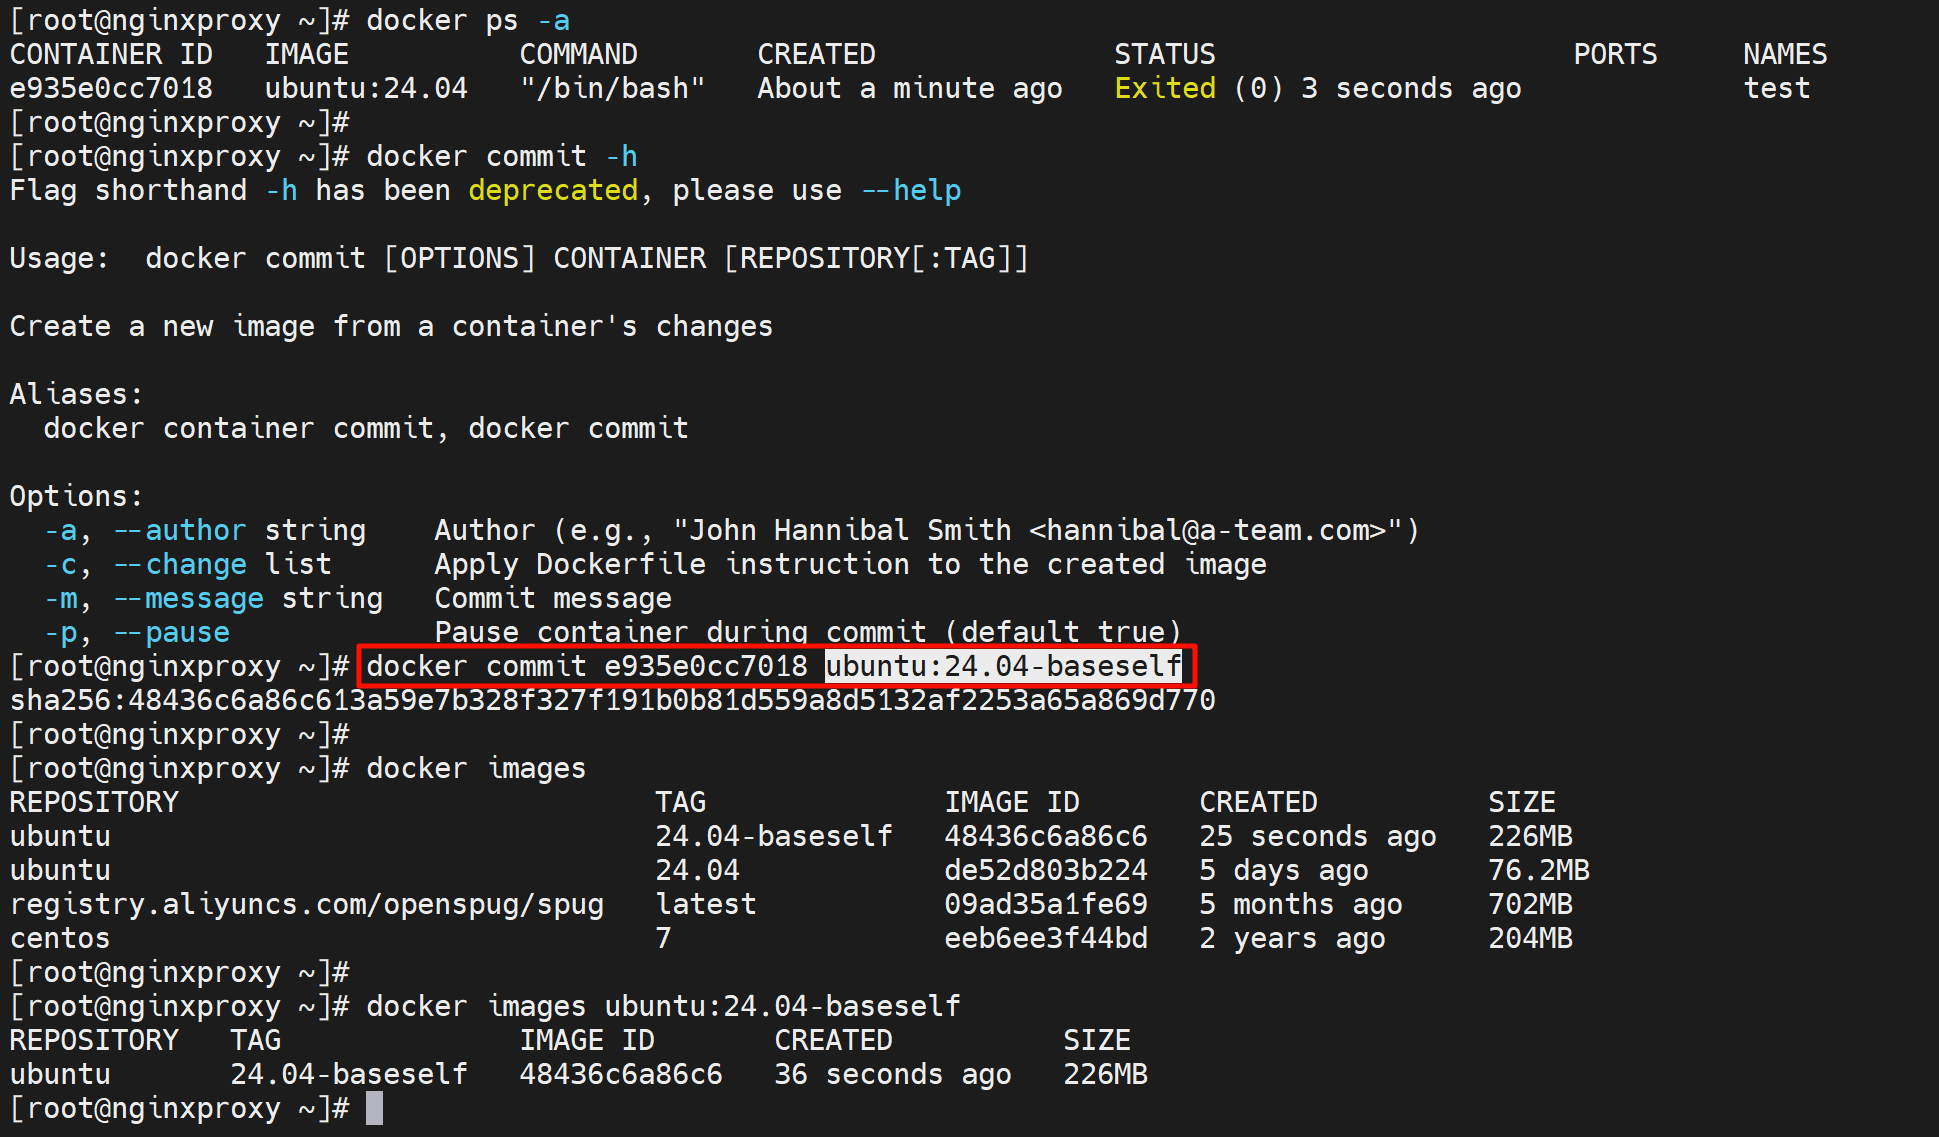 [root@nginxproxy ~]# docker ps -a
CONTAINER ID   IMAGE          COMMAND       CREATED              STATUS                     PORTS     NAMES
e935e0cc7018   ubuntu:24.04   "/bin/bash"   About a minute ago   Exited (0) 3 seconds ago             test
[root@nginxproxy ~]#
[root@nginxproxy ~]# docker commit -h
Flag shorthand -h has been deprecated, please use --help
Usage:  docker commit [OPTIONS] CONTAINER [REPOSITORY[:TAG]]
Create a new image from a container's changes
Aliases:
  docker container commit, docker commit
Options:
  -a, --author string    Author (e.g., "John Hannibal Smith <hannibal@a-team.com>")
  -c, --change list      Apply Dockerfile instruction to the created image
  -m, --message string   Commit message
  -p, --pause            Pause container during commit (default true)
[root@nginxproxy ~]# docker commit e935e0cc7018 ubuntu:24.04-baseself
sha256:48436c6a86c613a59e7b328f327f191b0b81d559a8d5132af2253a65a869d770
[root@nginxproxy ~]#
[root@nginxproxy ~]# docker images
REPOSITORY                            TAG              IMAGE ID       CREATED          SIZE
ubuntu                                24.04-baseself   48436c6a86c6   25 seconds ago   226MB
ubuntu                                24.04            de52d803b224   5 days ago       76.2MB
registry.aliyuncs.com/openspug/spug   latest           09ad35a1fe69   5 months ago     702MB
centos                                7                eeb6ee3f44bd   2 years ago      204MB
[root@nginxproxy ~]#
[root@nginxproxy ~]# docker images ubuntu:24.04-baseself
REPOSITORY   TAG              IMAGE ID       CREATED          SIZE
ubuntu       24.04-baseself   48436c6a86c6   36 seconds ago   226MB
[root@nginxproxy ~]#